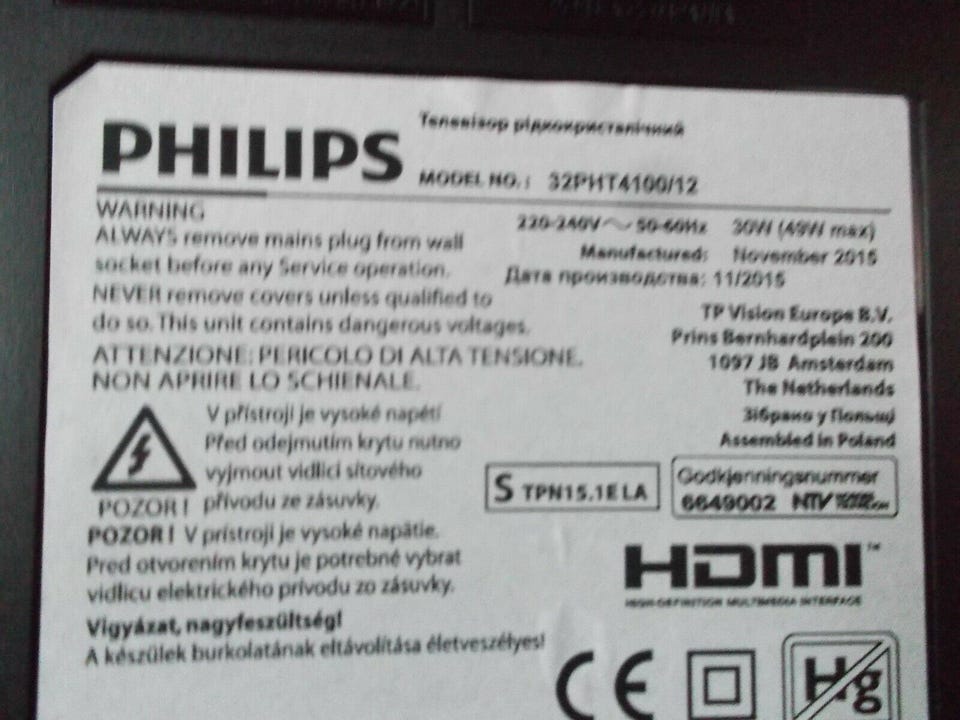 PHILIPS
Телевізор рідкокристалічний
MODEL NO.: 32PHT4100/12
WARNING
ALWAYS remove mains plug from wall
socket before any Service operation.
NEVER remove covers unless qualified to
do so. This unit contains dangerous voltages.
ATTENZIONE: PERICOLO DI ALTA TENSIONE.
NON APRIRE LO SCHIENALE.
220-240V ~ 50-60Hz 30W (49W max)
Manufactured: November 2015
Дата производства: 11/2015
TP Vision Europe B.V.
Prins Bernhardplein 200
1097 JB Amsterdam
The Netherlands
Зібрано у Польщі
Assembled in Poland
V přístroji je vysoké napětí
Před odejmutím krytu nutno
vyjmout vidlici síťového
přívodu ze zásuvky.
POZOR!
POZOR! V prístroji je vysoké napätie.
Pred otvorením krytu je potrebné vybrat
vidlicu elektrického prívodu zo zásuvky.
Vigyázat, nagyfeszültség!
A készülek burkolatának eltávolítása életveszélyes!
S TPN15.1E LA
Godkjenningsnummer
6649002 NTV
HDMI™
HIGH-DEFINITION MULTIMEDIA INTERFACE
CE
Hg